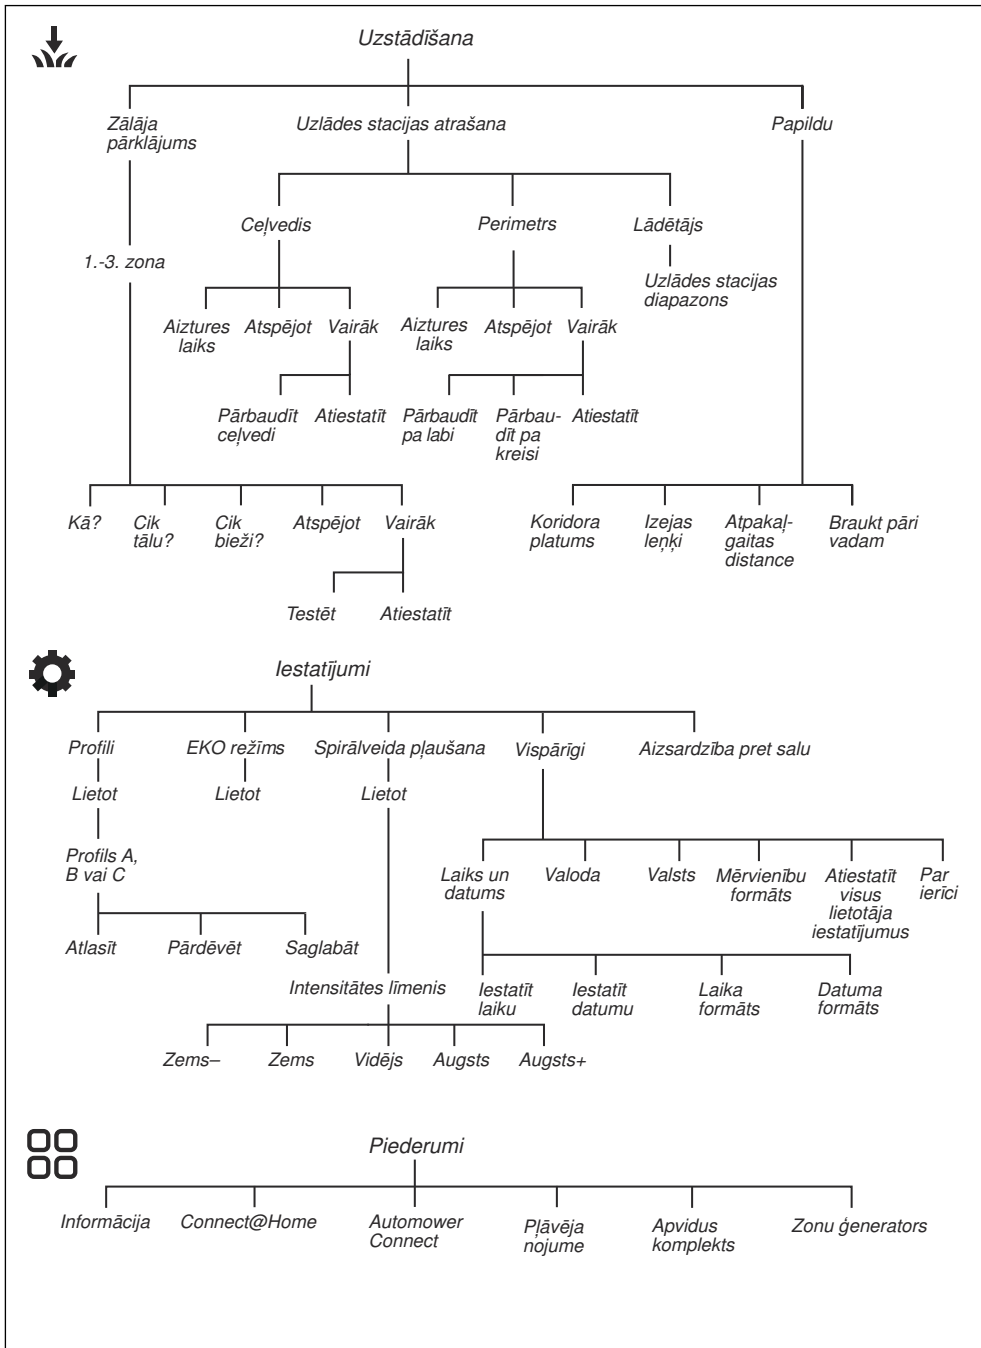 Uzstādīšana
Zālāja
pārklājums
Uzlādes stacijas atrašana
Papildu
Ceļvedis
Perimetrs
Lādētājs
1.-3. zona
Uzlādes stacijas
diapazons
Aiztures
laiks
Atspējot
Vairāk
Aiztures
laiks
Atspējot
Vairāk
Pārbaudīt
ceļvedi
Atiestatīt
Pārbaudīt
pa labi
Pārbau-
dīt pa
kreisi
Atiestatīt
Kā?
Cik
tālu?
Cik
bieži?
Atspējot
Vairāk
Koridora
platums
Izejas
leņķi
Atpakaļ-
gaitas
distance
Braukt pāri
vadam
Testēt
Atiestatīt
Iestatījumi
Profili
EKO režīms
Spirālveida pļaušana
Vispārīgi
Aizsardzība pret salu
Lietot
Lietot
Lietot
Profils A,
B vai C
Laiks un
datums
Valoda
Valsts
Mērvienību
formāts
Atiestatīt
visus
lietotāja
iestatījumus
Par
ierīci
Atlasīt
Pārdēvēt
Saglabāt
Intensitātes līmenis
Iestatīt
laiku
Iestatīt
datumu
Laika
formāts
Datuma
formāts
Zems–
Zems
Vidējs
Augsts
Augsts+
Piederumi
Informācija
Connect@Home
Automower
Connect
Pļāvēja
nojume
Apvidus
komplekts
Zonu ģenerators